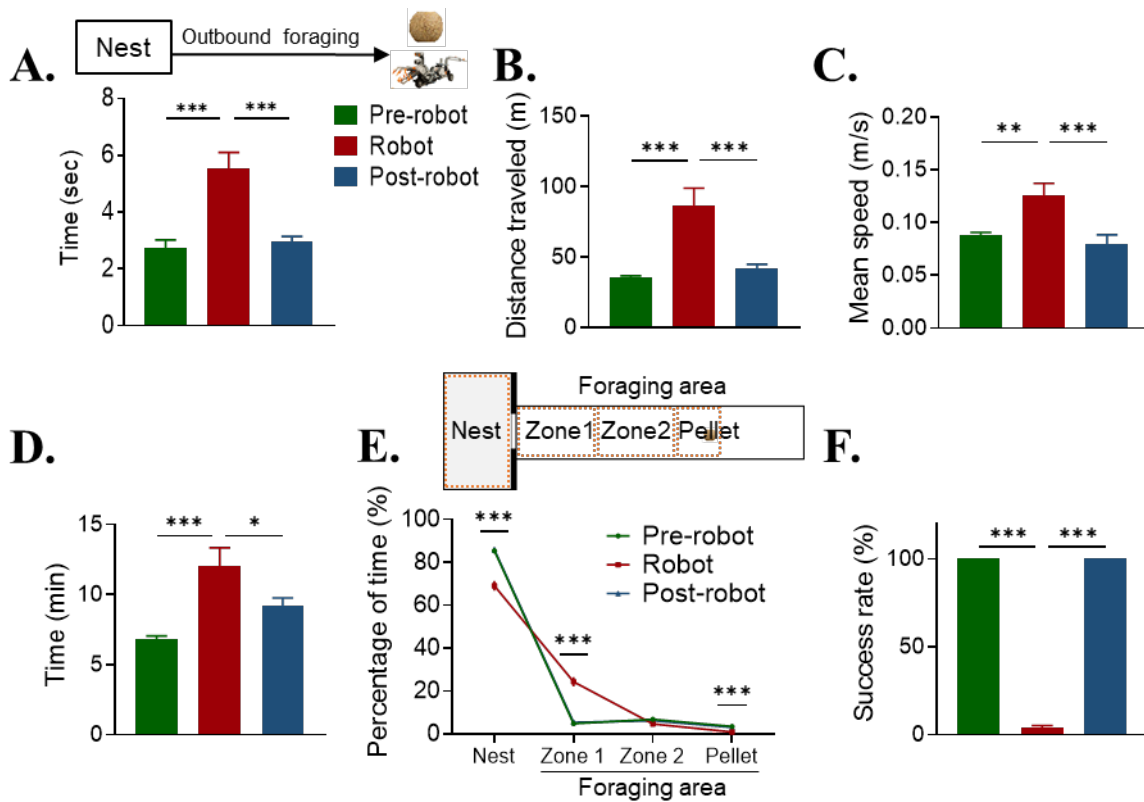 A.
Nest
Outbound foraging
Time (sec)
8
6
4
2
0
*** ***
Pre-robot
Robot
Post-robot
B.
Distance traveled (m)
150
100
50
0
*** ***
C.
Mean speed (m/s)
0.20
0.15
0.10
0.05
0.00
** ***
D.
Time (min)
15
10
5
0
*** *
E.
Foraging area
Nest Zone1 Zone2 Pellet
Percentage of time (%)
100
80
60
40
20
0
***
***
***
Pre-robot
Robot
Post-robot
Nest Zone 1 Zone 2 Pellet
Foraging area
F.
Success rate (%)
100
50
0
*** ***